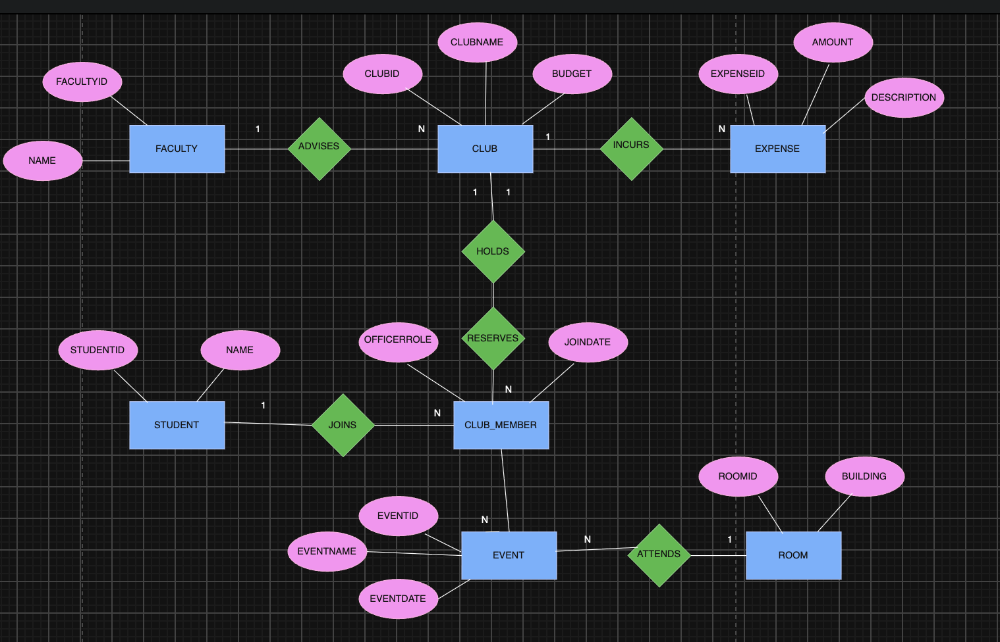 CLUBNAME
AMOUNT
CLUBID
BUDGET
EXPENSEID
FACULTYID
DESCRIPTION
1
N
1
N
FACULTY
ADVISES
CLUB
INCURS
EXPENSE
NAME
1
1
HOLDS
OFFICERROLE
RESERVES
JOINDATE
STUDENTID
NAME
N
1
N
STUDENT
JOINS
CLUB_MEMBER
ROOMID
BUILDING
EVENTID
N
N
1
EVENTNAME
EVENT
ATTENDS
ROOM
EVENTDATE